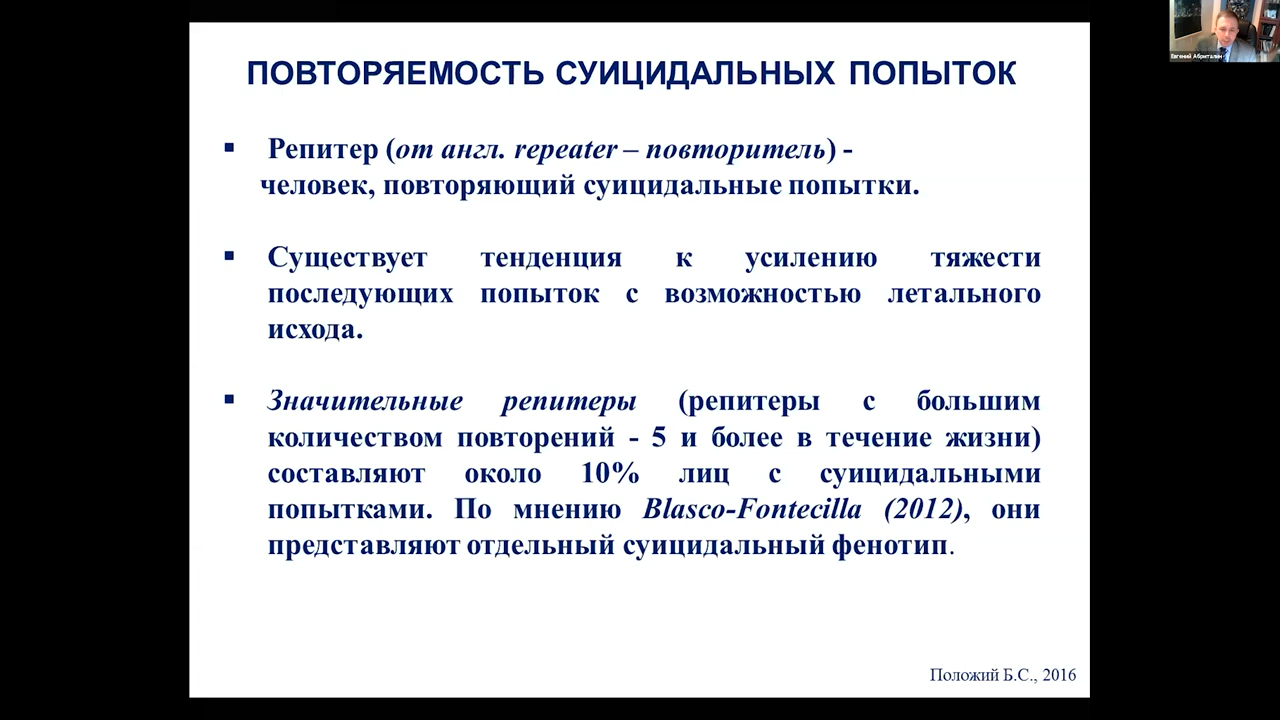 ПОВТОРЯЕМОСТЬ СУИЦИДАЛЬНЫХ ПОПЫТОК
Евгений Абриталин
▪ Репитер (от англ. repeater – повторитель) -
человек, повторяющий суицидальные попытки.
▪ Существует тенденция к усилению тяжести
последующих попыток с возможностью летального
исхода.
▪ Значительные репитеры (репитеры с большим
количеством повторений - 5 и более в течение жизни)
составляют около 10% лиц с суицидальными
попытками. По мнению Blasco-Fontecilla (2012), они
представляют отдельный суицидальный фенотип.
Положий Б.С., 2016